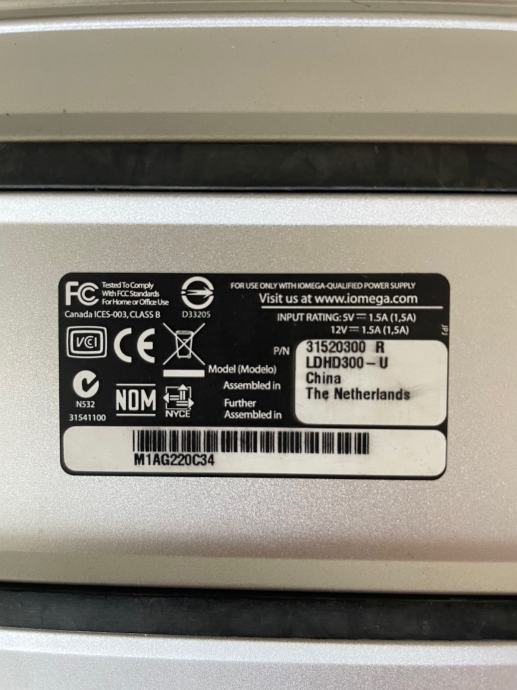 FC
Tested To Comply
With FCC Standards
For Home or Office Use
Canada ICES-003, CLASS B
D33205
FOR USE ONLY WITH IOMEGA-QUALIFIED POWER SUPPLY
Visit us at www.iomega.com
INPUT RATING: 5V ⎓ 1.5A (1,5A)
12V ⎓ 1.5A (1,5A)
VCI
CE
P/N 31520300 R
Model (Modelo) LDHD300-U
Assembled in China
Further
Assembled in The Netherlands
N532
31541100
NOM
NYCE
M1AG220C34